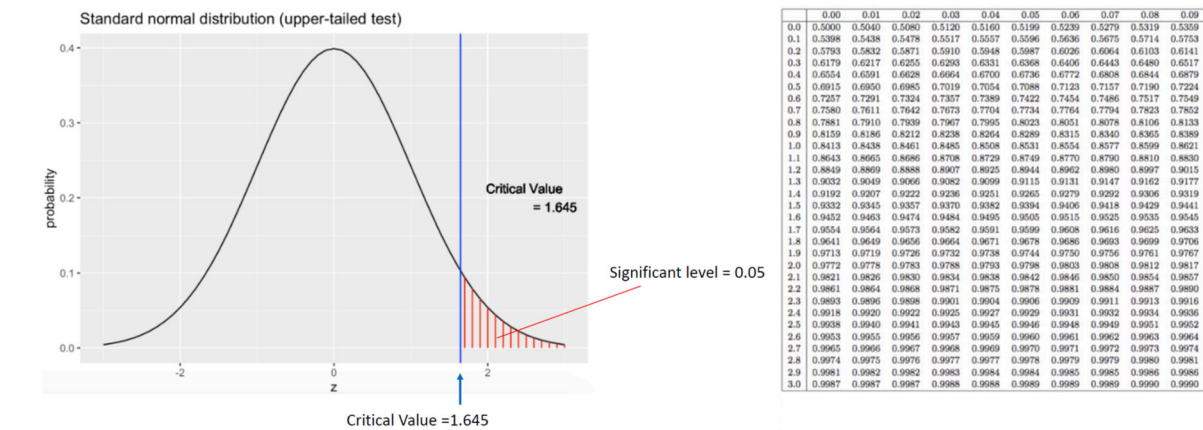 Standard normal distribution (upper-tailed test)
0.4
0.3
0.2
0.1
0.0
probability
-2 0 2
z
Critical Value
= 1.645
Significant level = 0.05
Critical Value =1.645
0.00 0.01 0.02 0.03 0.04 0.05 0.06 0.07 0.08 0.09
0.0 0.5000 0.5040 0.5080 0.5120 0.5160 0.5199 0.5239 0.5279 0.5319 0.5359
0.1 0.5398 0.5438 0.5478 0.5517 0.5557 0.5596 0.5636 0.5675 0.5714 0.5753
0.2 0.5793 0.5832 0.5871 0.5910 0.5948 0.5987 0.6026 0.6064 0.6103 0.6141
0.3 0.6179 0.6217 0.6255 0.6293 0.6331 0.6368 0.6406 0.6443 0.6480 0.6517
0.4 0.6554 0.6591 0.6628 0.6664 0.6700 0.6736 0.6772 0.6808 0.6844 0.6879
0.5 0.6915 0.6950 0.6985 0.7019 0.7054 0.7088 0.7123 0.7157 0.7190 0.7224
0.6 0.7257 0.7291 0.7324 0.7357 0.7389 0.7422 0.7454 0.7486 0.7517 0.7549
0.7 0.7580 0.7611 0.7642 0.7673 0.7704 0.7734 0.7764 0.7794 0.7823 0.7852
0.8 0.7881 0.7910 0.7939 0.7967 0.7995 0.8023 0.8051 0.8078 0.8106 0.8133
0.9 0.8159 0.8186 0.8212 0.8238 0.8264 0.8289 0.8315 0.8340 0.8365 0.8389
1.0 0.8413 0.8438 0.8461 0.8485 0.8508 0.8531 0.8554 0.8577 0.8599 0.8621
1.1 0.8643 0.8665 0.8686 0.8708 0.8729 0.8749 0.8770 0.8790 0.8810 0.8830
1.2 0.8849 0.8869 0.8888 0.8907 0.8925 0.8944 0.8962 0.8980 0.8997 0.9015
1.3 0.9032 0.9049 0.9066 0.9082 0.9099 0.9115 0.9131 0.9147 0.9162 0.9177
1.4 0.9192 0.9207 0.9222 0.9236 0.9251 0.9265 0.9279 0.9292 0.9306 0.9319
1.5 0.9332 0.9345 0.9357 0.9370 0.9382 0.9394 0.9406 0.9418 0.9429 0.9441
1.6 0.9452 0.9463 0.9474 0.9484 0.9495 0.9505 0.9515 0.9525 0.9535 0.9545
1.7 0.9554 0.9564 0.9573 0.9582 0.9591 0.9599 0.9608 0.9616 0.9625 0.9633
1.8 0.9641 0.9649 0.9656 0.9664 0.9671 0.9678 0.9686 0.9693 0.9699 0.9706
1.9 0.9713 0.9719 0.9726 0.9732 0.9738 0.9744 0.9750 0.9756 0.9761 0.9767
2.0 0.9772 0.9778 0.9783 0.9788 0.9793 0.9798 0.9803 0.9808 0.9812 0.9817
2.1 0.9821 0.9826 0.9830 0.9834 0.9838 0.9842 0.9846 0.9850 0.9854 0.9857
2.2 0.9861 0.9864 0.9868 0.9871 0.9875 0.9878 0.9881 0.9884 0.9887 0.9890
2.3 0.9893 0.9896 0.9898 0.9901 0.9904 0.9906 0.9909 0.9911 0.9913 0.9916
2.4 0.9918 0.9920 0.9922 0.9925 0.9927 0.9929 0.9931 0.9932 0.9934 0.9936
2.5 0.9938 0.9940 0.9941 0.9943 0.9945 0.9946 0.9948 0.9949 0.9951 0.9952
2.6 0.9953 0.9955 0.9956 0.9957 0.9959 0.9960 0.9961 0.9962 0.9963 0.9964
2.7 0.9965 0.9966 0.9967 0.9968 0.9969 0.9970 0.9971 0.9972 0.9973 0.9974
2.8 0.9974 0.9975 0.9976 0.9977 0.9977 0.9978 0.9979 0.9979 0.9980 0.9981
2.9 0.9981 0.9982 0.9982 0.9983 0.9984 0.9984 0.9985 0.9985 0.9986 0.9986
3.0 0.9987 0.9987 0.9987 0.9988 0.9988 0.9989 0.9989 0.9989 0.9990 0.9990